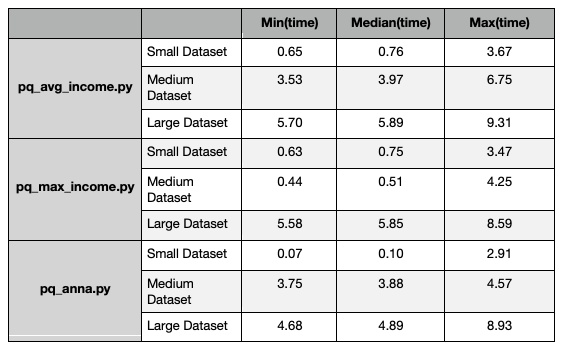 Min(time) Median(time) Max(time)
pq_avg_income.py
Small Dataset 0.65 0.76 3.67
Medium Dataset 3.53 3.97 6.75
Large Dataset 5.70 5.89 9.31
pq_max_income.py
Small Dataset 0.63 0.75 3.47
Medium Dataset 0.44 0.51 4.25
Large Dataset 5.58 5.85 8.59
pq_anna.py
Small Dataset 0.07 0.10 2.91
Medium Dataset 3.75 3.88 4.57
Large Dataset 4.68 4.89 8.93